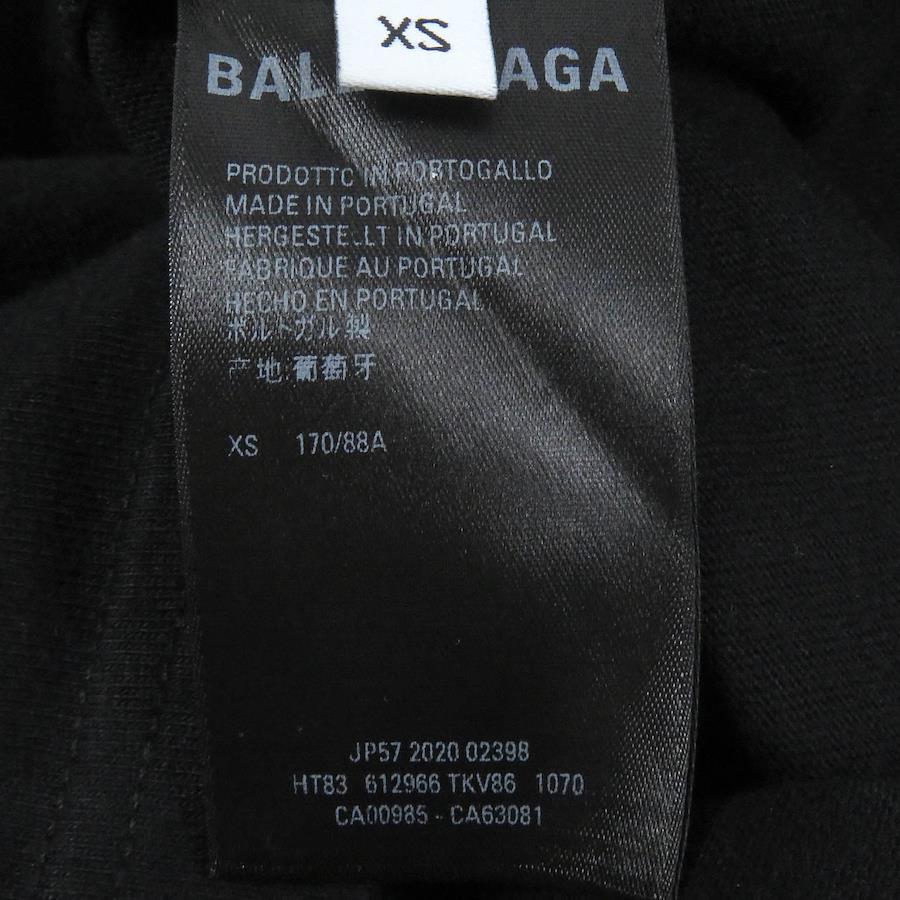 XS
BAL AGA
PRODOTTO IN PORTOGALLO
MADE IN PORTUGAL
HERGESTELLT IN PORTUGAL
FABRIQUE AU PORTUGAL
HECHO EN PORTUGAL
ポルトガル製
产地:葡萄牙
XS 170/88A
JP57 2020 02398
HT83 612966 TKV86 1070
CA00985 - CA63081